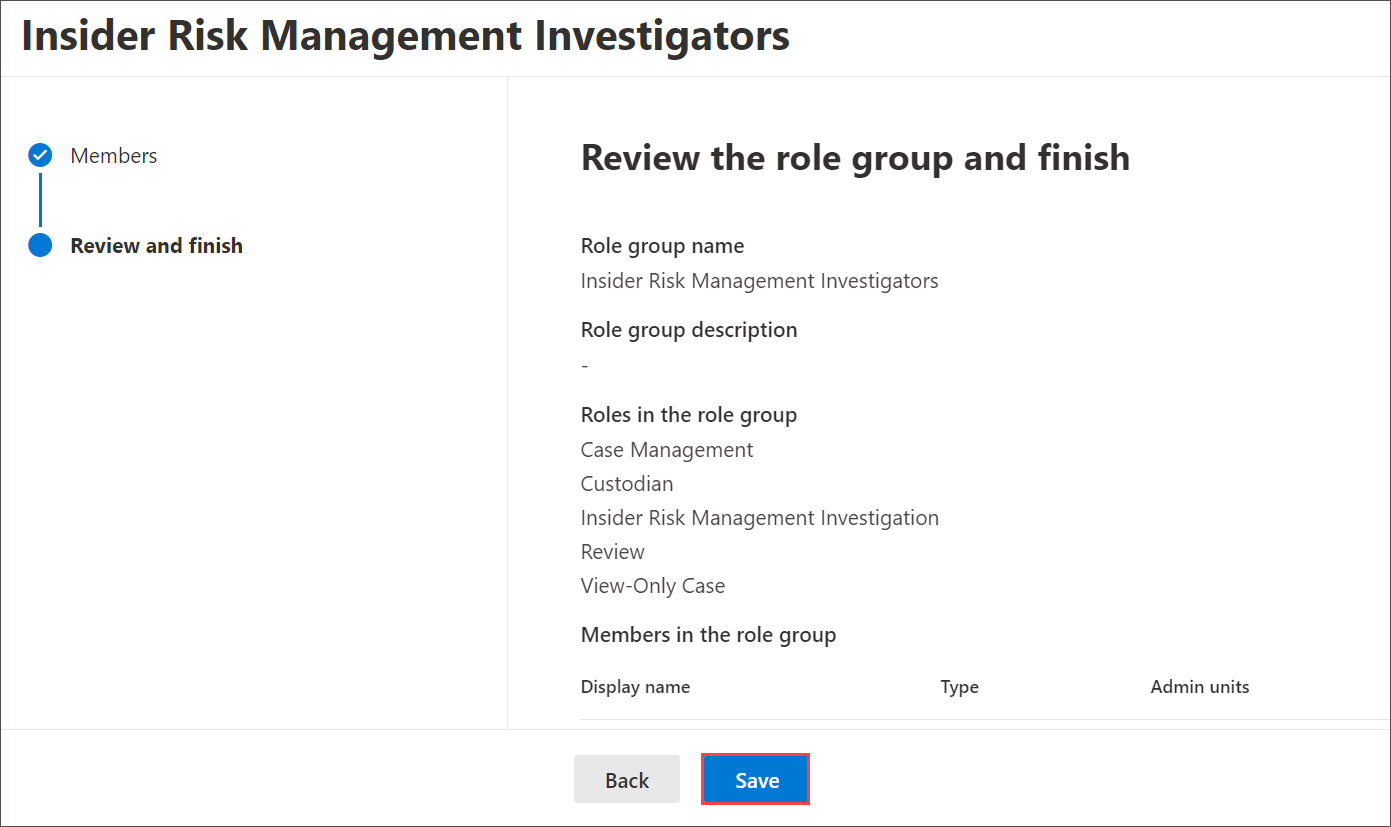 Insider Risk Management Investigators
Members
Review and finish
Review the role group and finish
Role group name
Insider Risk Management Investigators
Role group description
-
Roles in the role group
Case Management
Custodian
Insider Risk Management Investigation
Review
View-Only Case
Members in the role group
Display name Type Admin units
Back Save